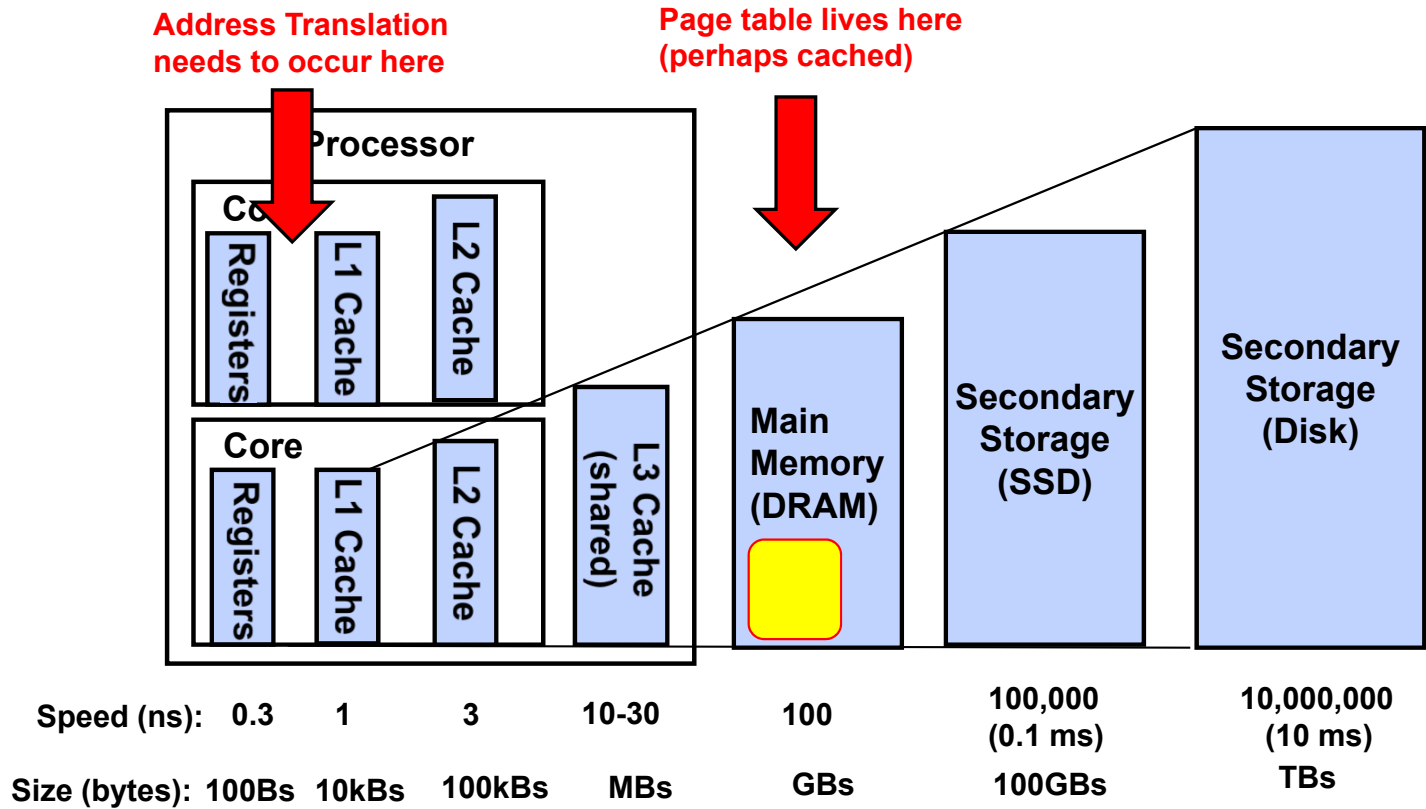 Address Translation
needs to occur here
Page table lives here
(perhaps cached)
Processor
Co
Registers
L1 Cache
L2 Cache
Core
Registers
L1 Cache
L2 Cache
L3 Cache
(shared)
Main
Memory
(DRAM)
Secondary
Storage
(SSD)
Secondary
Storage
(Disk)
Speed (ns): 0.3 1 3 10-30 100 100,000 10,000,000
(0.1 ms) (10 ms)
Size (bytes): 100Bs 10kBs 100kBs MBs GBs 100GBs TBs